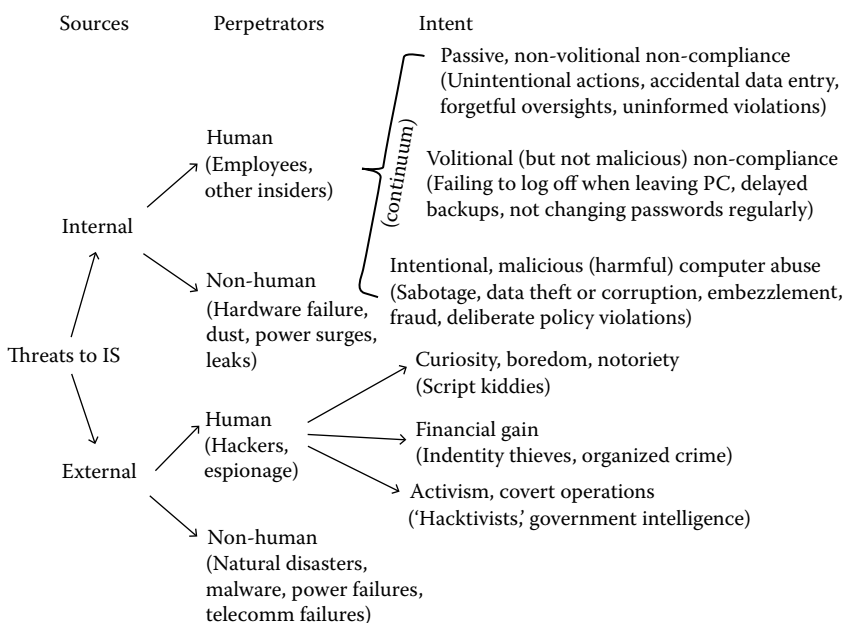 Sources
Perpetrators
Intent
Threats to IS
Internal
Human
(Employees,
other insiders)
(continuum)
Passive, non-volitional non-compliance
(Unintentional actions, accidental data entry,
forgetful oversights, uninformed violations)
Volitional (but not malicious) non-compliance
(Failing to log off when leaving PC, delayed
backups, not changing passwords regularly)
Intentional, malicious (harmful) computer abuse
(Sabotage, data theft or corruption, embezzlement,
fraud, deliberate policy violations)
Non-human
(Hardware failure,
dust, power surges,
leaks)
External
Human
(Hackers,
espionage)
Curiosity, boredom, notoriety
(Script kiddies)
Financial gain
(Indentity thieves, organized crime)
Activism, covert operations
(‘Hacktivists,’ government intelligence)
Non-human
(Natural disasters,
malware, power failures,
telecomm failures)